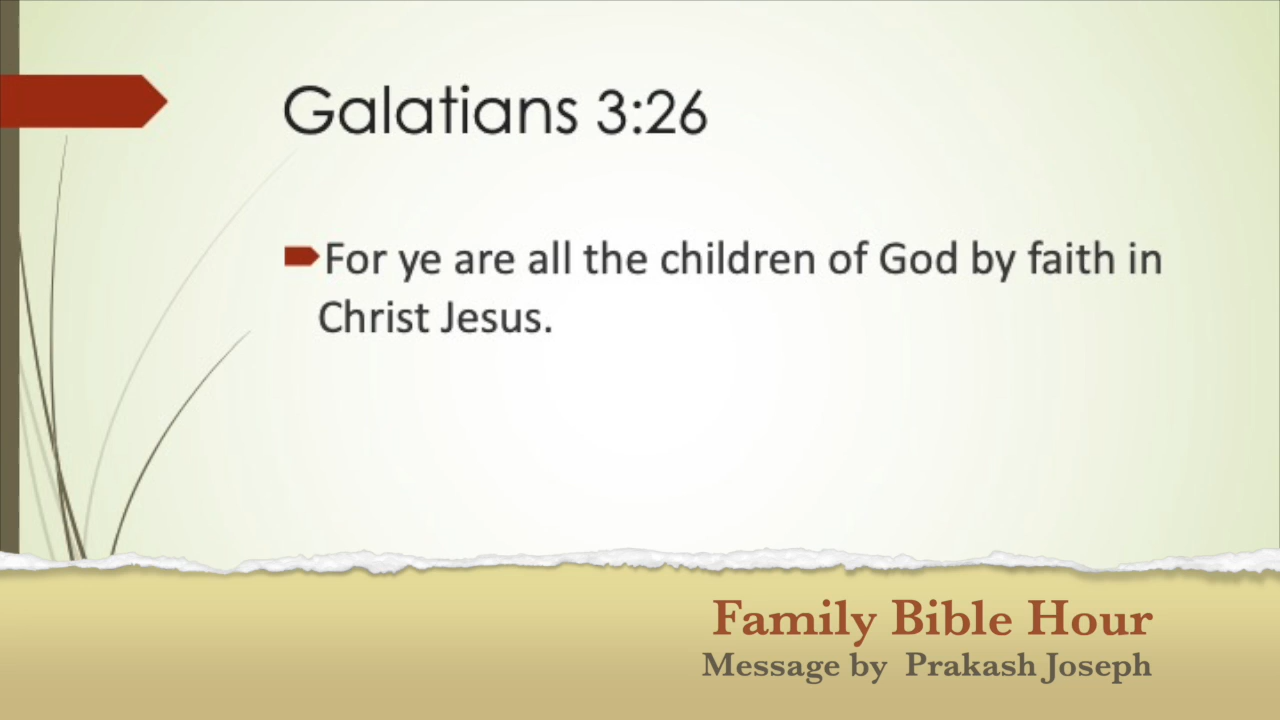 Galatians 3:26
For ye are all the children of God by faith in
Christ Jesus.
Family Bible Hour
Message by Prakash Joseph